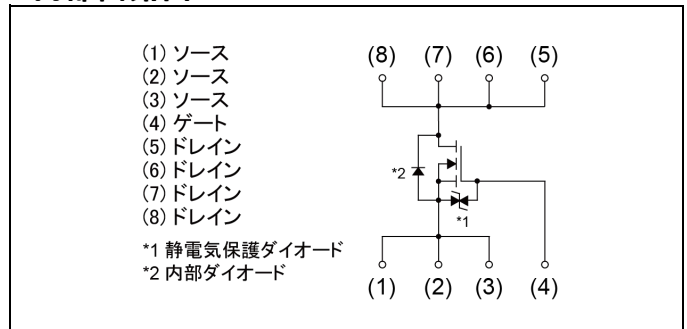 (1) ソース
(2) ソース
(3) ソース
(4) ゲート
(5) ドレイン
(6) ドレイン
(7) ドレイン
(8) ドレイン
*1 静電気保護ダイオード
*2 内部ダイオード
(8) (7) (6) (5)
*2
*1
(1) (2) (3) (4)